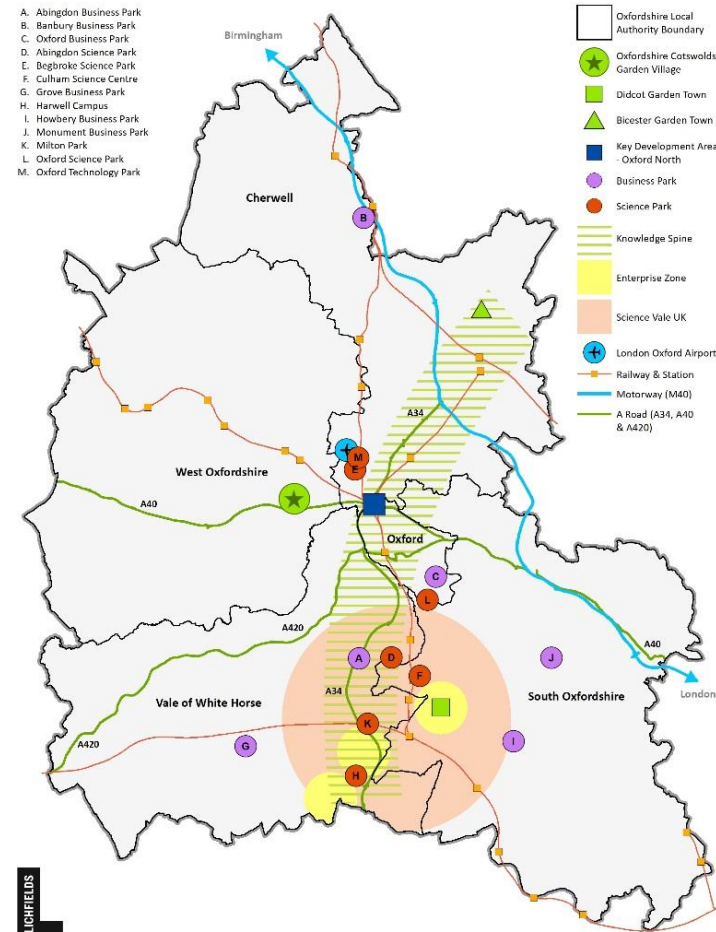 A. Abingdon Business Park
B. Banbury Business Park
C. Oxford Business Park
D. Abingdon Science Park
E. Begbroke Science Park
F. Culham Science Centre
G. Grove Business Park
H. Harwell Campus
I. Howbery Business Park
J. Monument Business Park
K. Milton Park
L. Oxford Science Park
M. Oxford Technology Park
Oxfordshire Local
Authority Boundary
Oxfordshire Cotswolds
Garden Village
Didcot Garden Town
Bicester Garden Town
Key Development Area
- Oxford North
Business Park
Science Park
Knowledge Spine
Enterprise Zone
Science Vale UK
London Oxford Airport
Railway & Station
Motorway (M40)
A Road (A34, A40
& A420)
Birmingham
Cherwell
B
A34
M
E
West Oxfordshire
A40
Oxford
C
L
A420
A40
A
D
J
F
A34
London
Vale of White Horse
South Oxfordshire
K
I
A420
G
H
LICHFIELDS